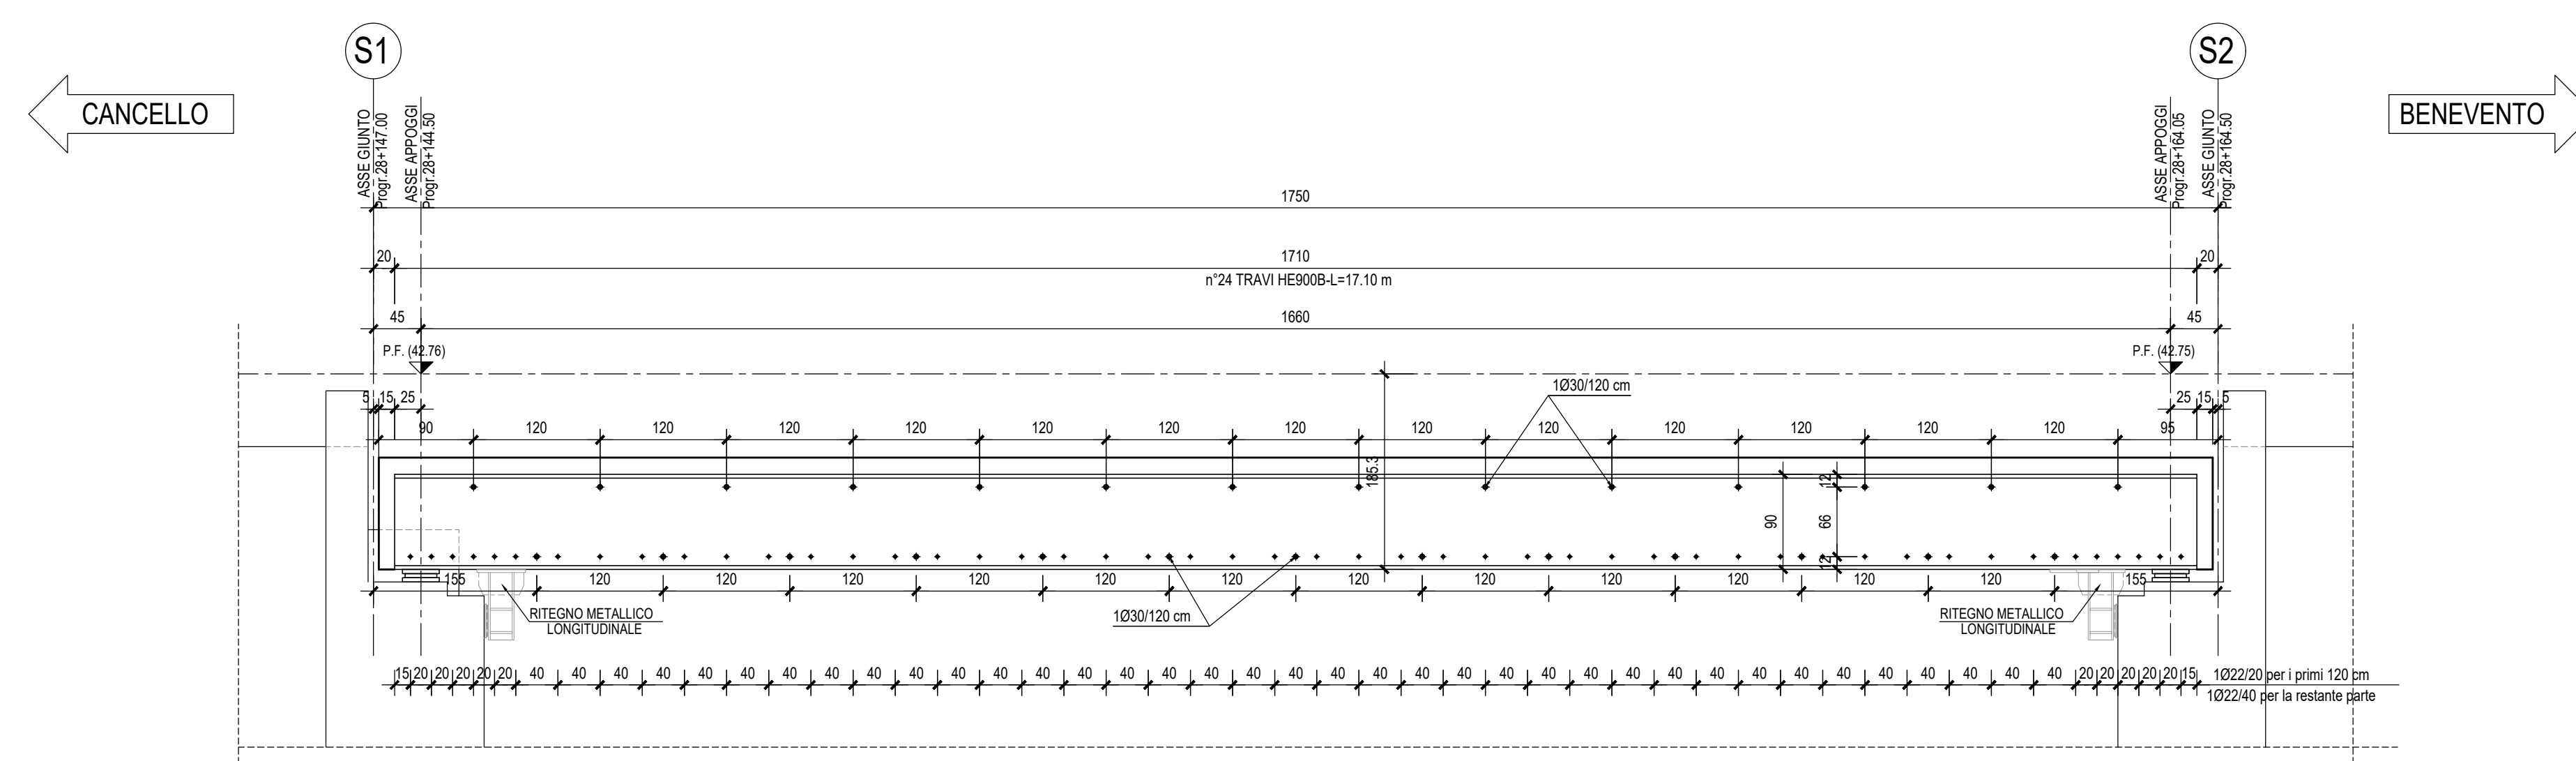 S1
S2
CANCELLO
BENEVENTO
ASSE GIUNTO
Progr.28+147.00
ASSE APPOGGI
Progr.28+144.50
ASSE APPOGGI
Progr.28+164.05
ASSE GIUNTO
Progr.28+164.50
1750
20 1710 20
n°24 TRAVI HE900B-L=17.10 m
45 1660 45
P.F. (42.76)
P.F. (42.75)
5 15 25
25 15 5
1Ø30/120 cm
90 120 120 120 120 120 120 120 120 120 120 120 120 120 95
185.3
90
12
66
12
155 120 120 120 120 120 120 120 120 120 120 120 120 155
RITEGNO METALLICO
LONGITUDINALE
1Ø30/120 cm
RITEGNO METALLICO
LONGITUDINALE
15 20 20 20 20 20 40 40 40 40 40 40 40 40 40 40 40 40 40 40 40 40 40 40 40 40 40 40 40 40 40 40 40 40 40 40 40 40 40 40 40 40 40 20 20 20 20 20 15
1Ø22/20 per i primi 120 cm
1Ø22/40 per la restante parte